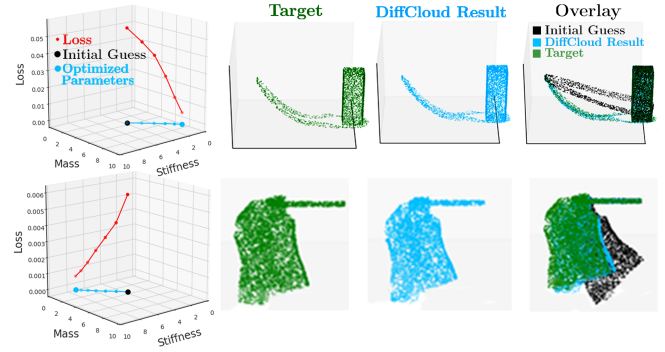 Target
DiffCloud Result
Overlay
Loss
Initial Guess
Optimized
Parameters
Initial Guess
DiffCloud Result
Target
Loss
0.05
0.04
0.03
0.02
0.01
0.00
0
2
4
6
8
10
Mass
10
8
6
4
2
0
Stiffness
Loss
0.006
0.005
0.004
0.003
0.002
0.001
0.000
0
2
4
6
8
10
Mass
10
8
6
4
2
0
Stiffness